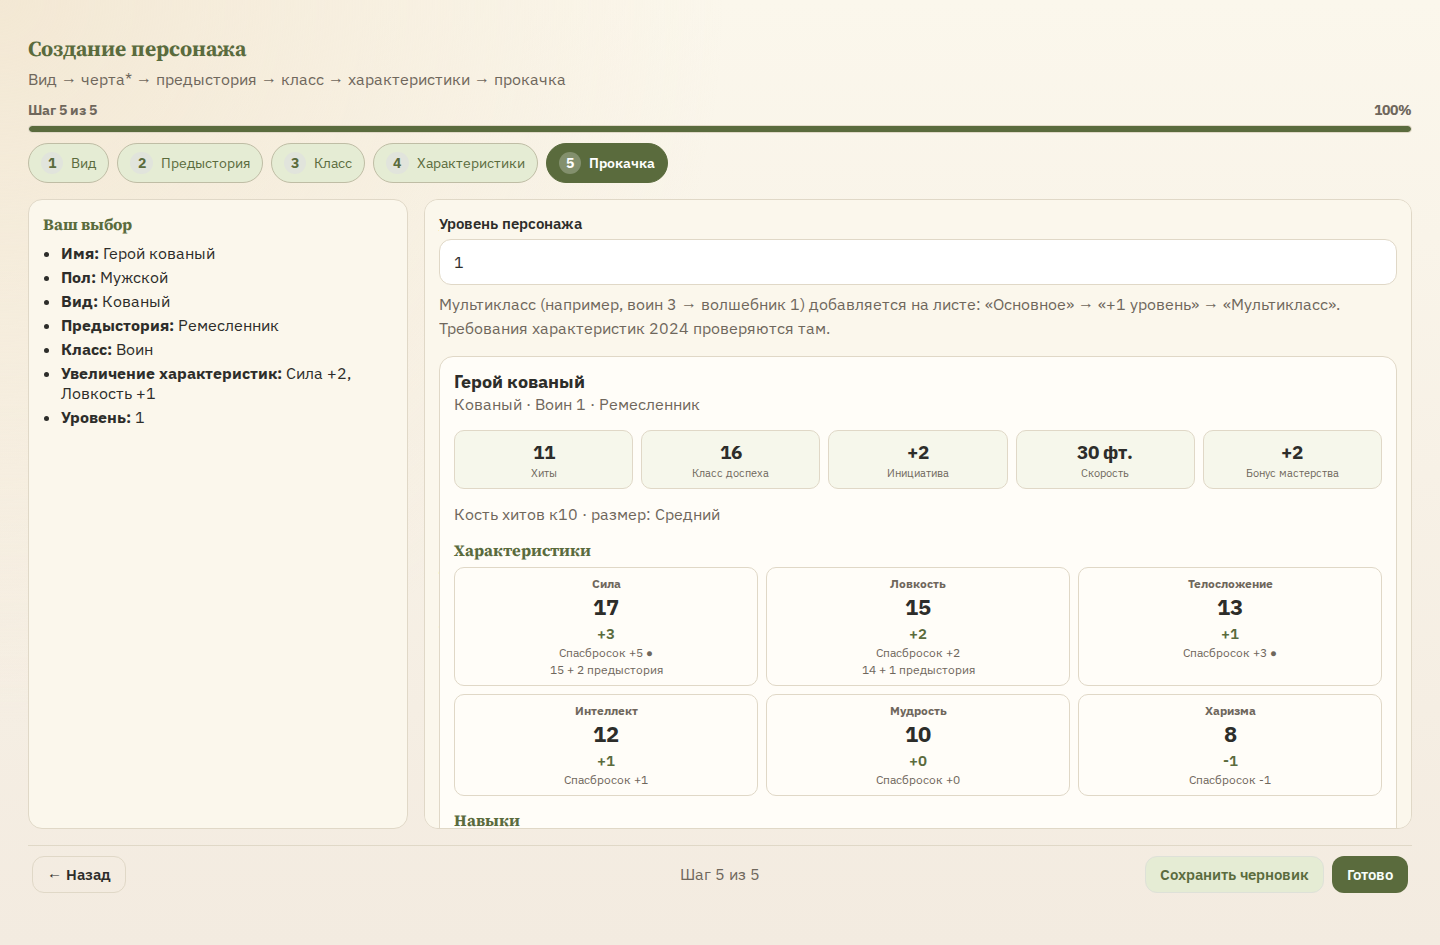 Создание персонажа
Вид → черта* → предыстория → класс → характеристики → прокачка
Шаг 5 из 5
100%
1 Вид
2 Предыстория
3 Класс
4 Характеристики
5 Прокачка
Ваш выбор
• Имя: Герой кованый
• Пол: Мужской
• Вид: Кованый
• Предыстория: Ремесленник
• Класс: Воин
• Увеличение характеристик: Сила +2,
Ловкость +1
• Уровень: 1
Уровень персонажа
1
Мультикласс (например, воин 3 → волшебник 1) добавляется на листе: «Основное» → «+1 уровень» → «Мультикласс».
Требования характеристик 2024 проверяются там.
Герой кованый
Кованый · Воин 1 · Ремесленник
11
Хиты
16
Класс доспеха
+2
Инициатива
30 фт.
Скорость
+2
Бонус мастерства
Кость хитов к10 · размер: Средний
Характеристики
Сила
17
+3
Спасбросок +5 ●
15 + 2 предыстория
Ловкость
15
+2
Спасбросок +2
14 + 1 предыстория
Телосложение
13
+1
Спасбросок +3 ●
Интеллект
12
+1
Спасбросок +1
Мудрость
10
+0
Спасбросок +0
Харизма
8
-1
Спасбросок -1
Навыки
← Назад
Шаг 5 из 5
Сохранить черновик
Готово